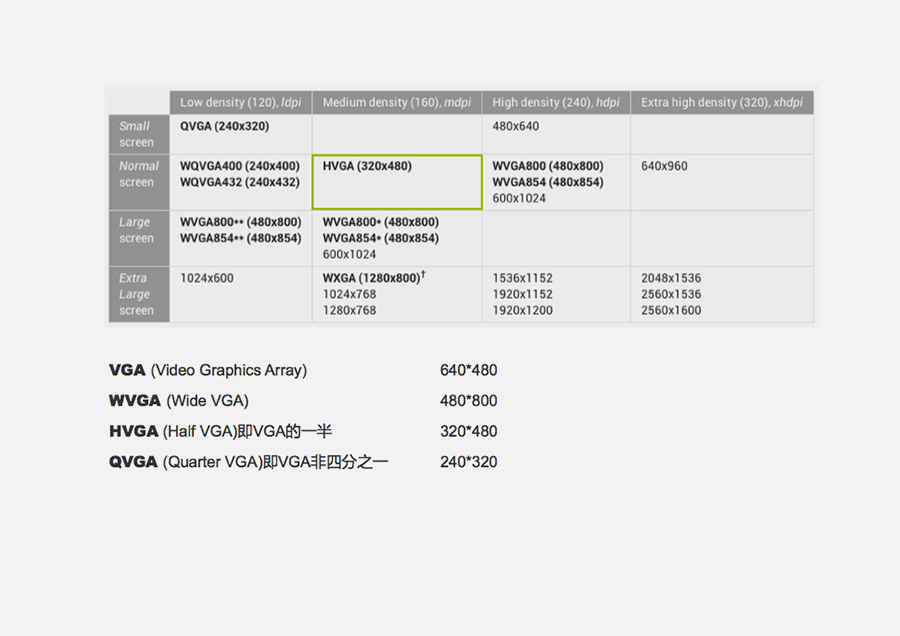 Low density (120), ldpi Medium density (160), mdpi High density (240), hdpi Extra high density (320), xhdpi
Small screen QVGA (240x320) 480x640
Normal screen WQVGA400 (240x400) HVGA (320x480) WVGA800 (480x800) 640x960
WQVGA432 (240x432) WVGA854 (480x854)
600x1024
Large screen WVGA800** (480x800) WVGA800* (480x800)
WVGA854** (480x854) WVGA854* (480x854)
600x1024
Extra Large screen 1024x600 WXGA (1280x800)† 1536x1152 2048x1536
1024x768 1920x1152 2560x1536
1280x768 1920x1200 2560x1600
VGA (Video Graphics Array) 640*480
WVGA (Wide VGA) 480*800
HVGA (Half VGA)即VGA的一半 320*480
QVGA (Quarter VGA)即VGA非四分之一 240*320